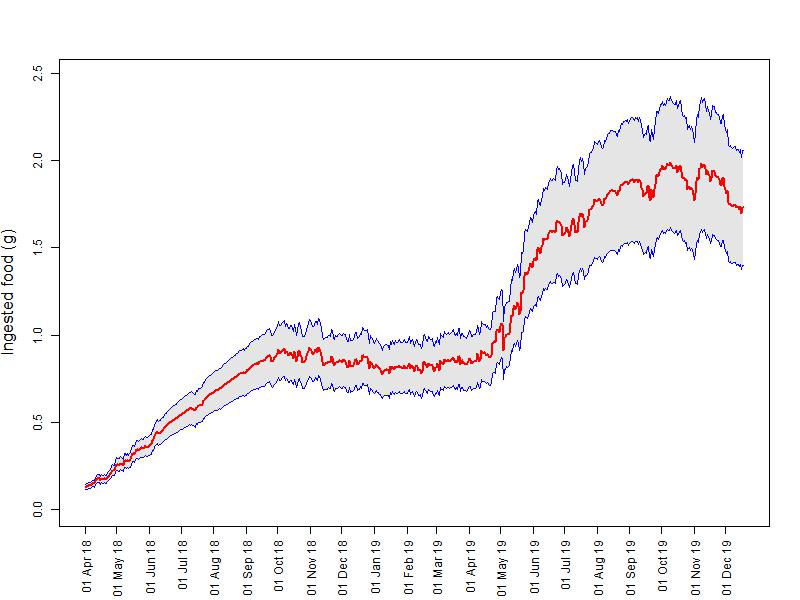 Ingested food (g)
2.5
2.0
1.5
1.0
0.5
0.0
01 Apr 18
01 May 18
01 Jun 18
01 Jul 18
01 Aug 18
01 Sep 18
01 Oct 18
01 Nov 18
01 Dec 18
01 Jan 19
01 Feb 19
01 Mar 19
01 Apr 19
01 May 19
01 Jun 19
01 Jul 19
01 Aug 19
01 Sep 19
01 Oct 19
01 Nov 19
01 Dec 19